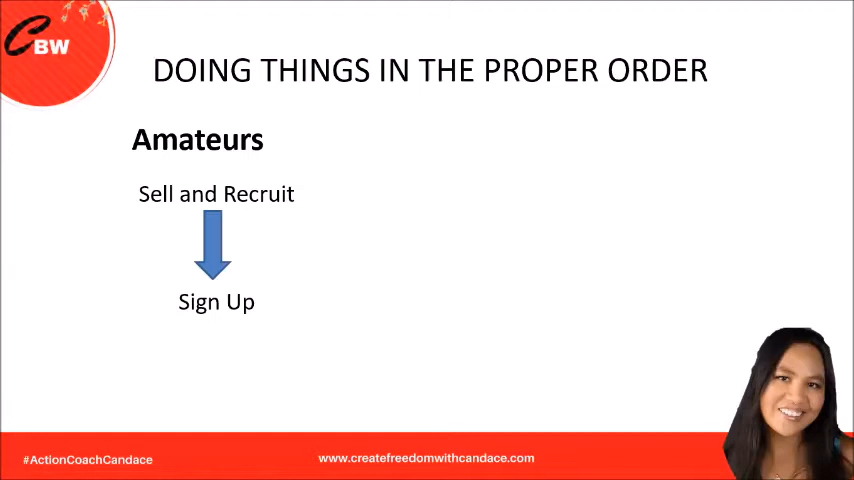 CBW
DOING THINGS IN THE PROPER ORDER
Amateurs
Sell and Recruit
Sign Up
#ActionCoachCandace
www.createfreedomwithcandace.com